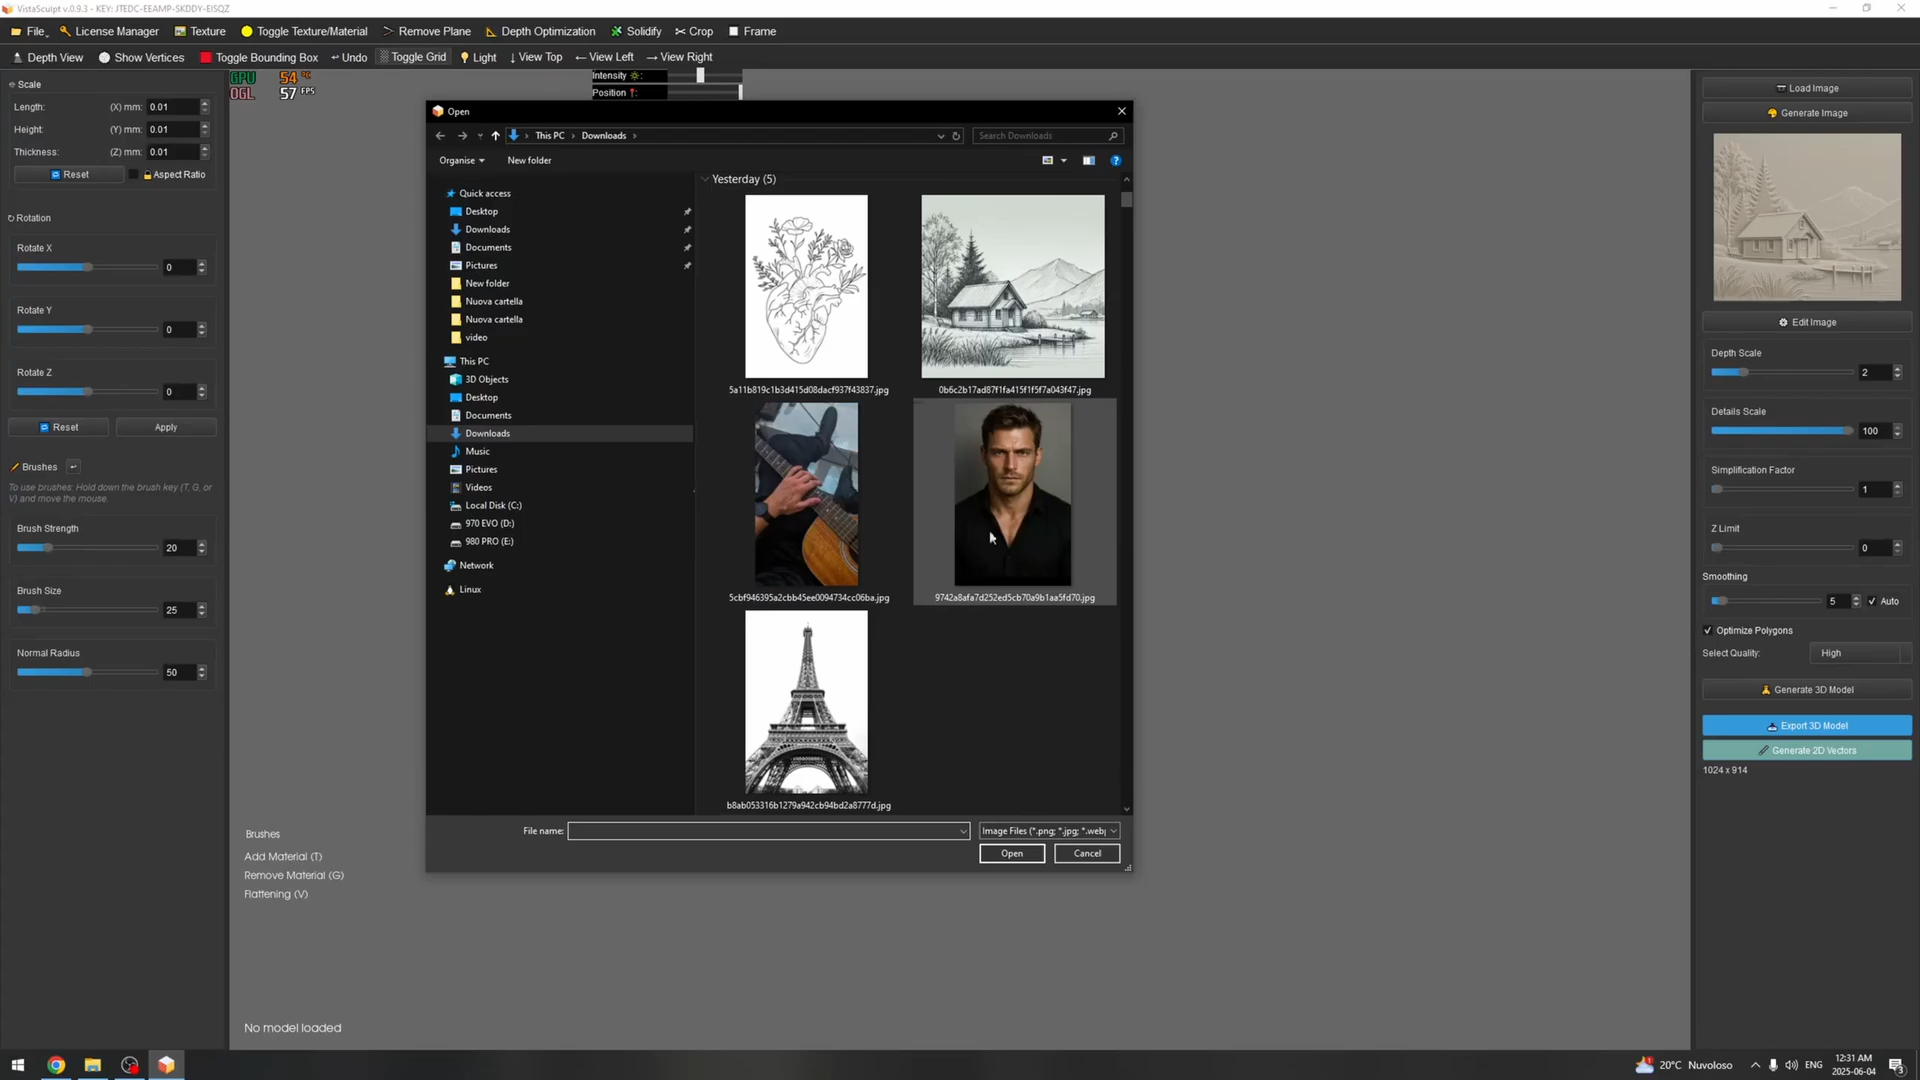 VistaSculpt v.0.9.3 - KEY: JTEDC-EEAMP-SKDDY-EISQZ
File
License Manager
Texture
Toggle Texture/Material
Remove Plane
Depth Optimization
Solidify
Crop
Frame
Depth View
Show Vertices
Toggle Bounding Box
Undo
Toggle Grid
Light
View Top
View Left
View Right
Scale
Length: (X) mm: 0.01
Height: (Y) mm: 0.01
Thickness: (Z) mm: 0.01
Reset
Aspect Ratio
Rotation
Rotate X
0
Rotate Y
0
Rotate Z
0
Reset
Apply
Brushes
To use brushes: Hold down the brush key (T, G, or
V) and move the mouse.
Brush Strength
20
Brush Size
25
Normal Radius
50
GPU 54 °C
OGL 57 FPS
Intensity :
Position :
Open
This PC
Downloads
Search Downloads
Organise
New folder
Quick access
Desktop
Downloads
Documents
Pictures
New folder
Nuova cartella
Nuova cartella
video
This PC
3D Objects
Desktop
Documents
Downloads
Music
Pictures
Videos
Local Disk (C:)
970 EVO (D:)
980 PRO (E:)
Network
Linux
Yesterday (5)
5a11b819c1b3d415d08dacf937f43837.jpg
0b6c2b17ad87f1fa415f1f5f7a043f47.jpg
5cbf946395a2cbb45ee0094734cc06ba.jpg
9742a8afa7d252ed5cb70a9b1aa5fd70.jpg
b8ab053316b1279a942cb94bd2a8777d.jpg
File name:
Image Files (*.png; *.jpg; *.webp
Open
Cancel
Brushes
Add Material (T)
Remove Material (G)
Flattening (V)
No model loaded
Load Image
Generate Image
Edit Image
Depth Scale
2
Details Scale
100
Simplification Factor
1
Z Limit
0
Smoothing
5
Auto
Optimize Polygons
Select Quality: High
Generate 3D Model
Export 3D Model
Generate 2D Vectors
1024 x 914
20°C Nuvoloso
ENG
12:31 AM
2025-06-04
3